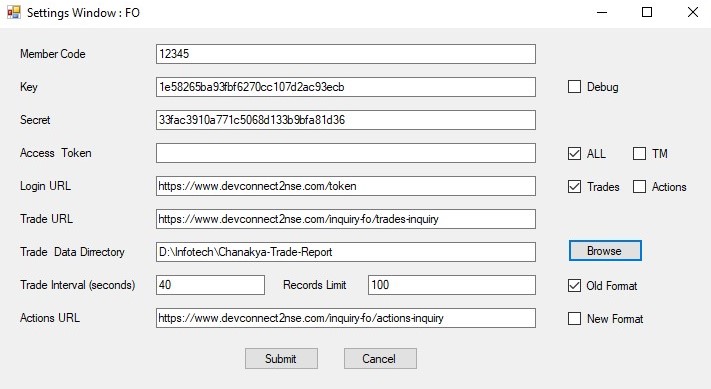 Settings Window : FO
Member Code 12345
Key 1e58265ba93fbf6270cc107d2ac93ecb Debug
Secret 33fac3910a771c5068d133b9bfa81d36
Access Token ALL TM
Login URL https://www.devconnect2nse.com/token Trades Actions
Trade URL https://www.devconnect2nse.com/inquiry-fo/trades-inquiry
Trade Data Dirrectory D:\Infotech\Chanakya-Trade-Report Browse
Trade Interval (seconds) 40 Records Limit 100 Old Format
Actions URL https://www.devconnect2nse.com/inquiry-fo/actions-inquiry New Format
Submit Cancel